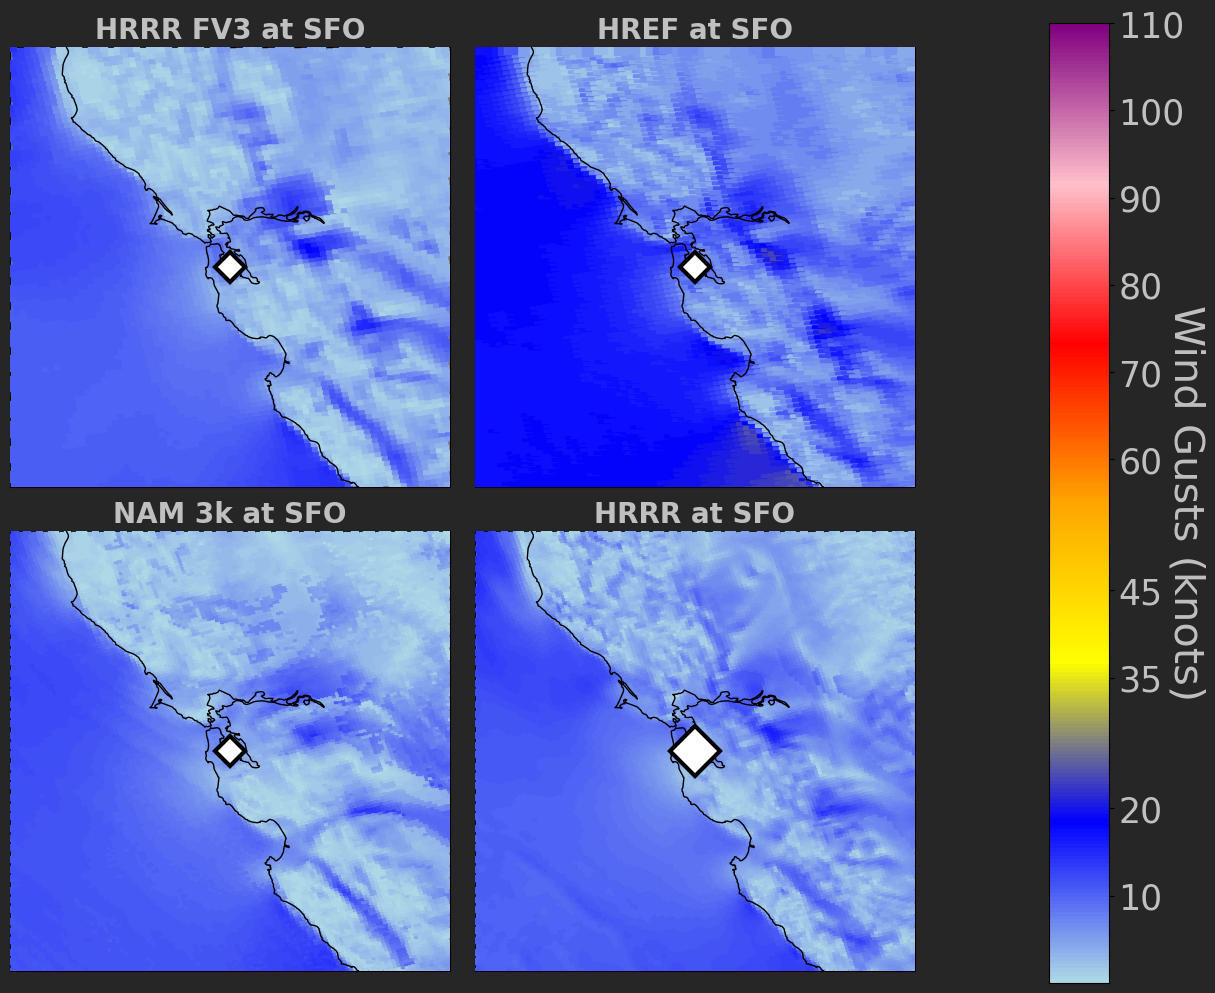 HRRR FV3 at SFO
HREF at SFO
NAM 3k at SFO
HRRR at SFO
110
100
90
80
70
60
45
35
20
10
Wind Gusts (knots)